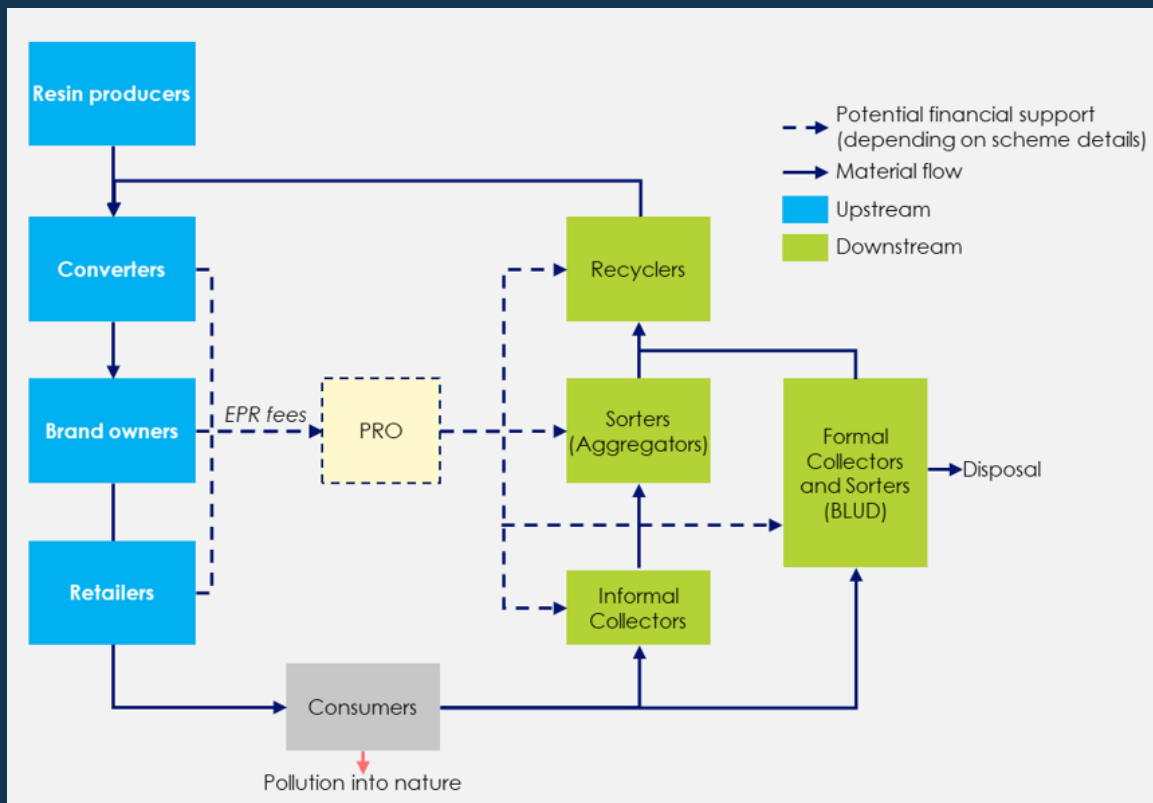 Resin producers
Potential financial support
(depending on scheme details)
Material flow
Upstream
Downstream
Converters
Recyclers
Brand owners
EPR fees
PRO
Sorters
(Aggregators)
Formal
Collectors
and Sorters
(BLUD)
Disposal
Retailers
Informal
Collectors
Consumers
Pollution into nature